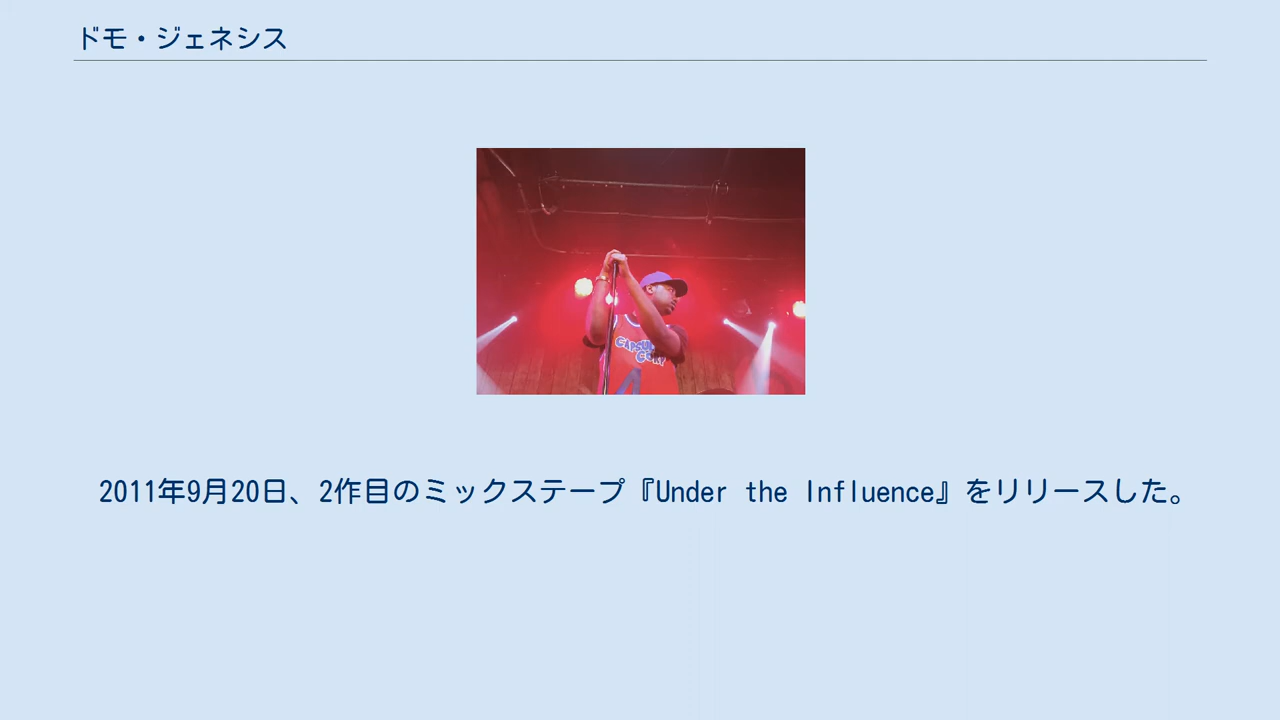 ドモ・ジェネシス
CAPSUL
CORP
2011年9月20日、2作目のミックステープ『Under the Influence』をリリースした。